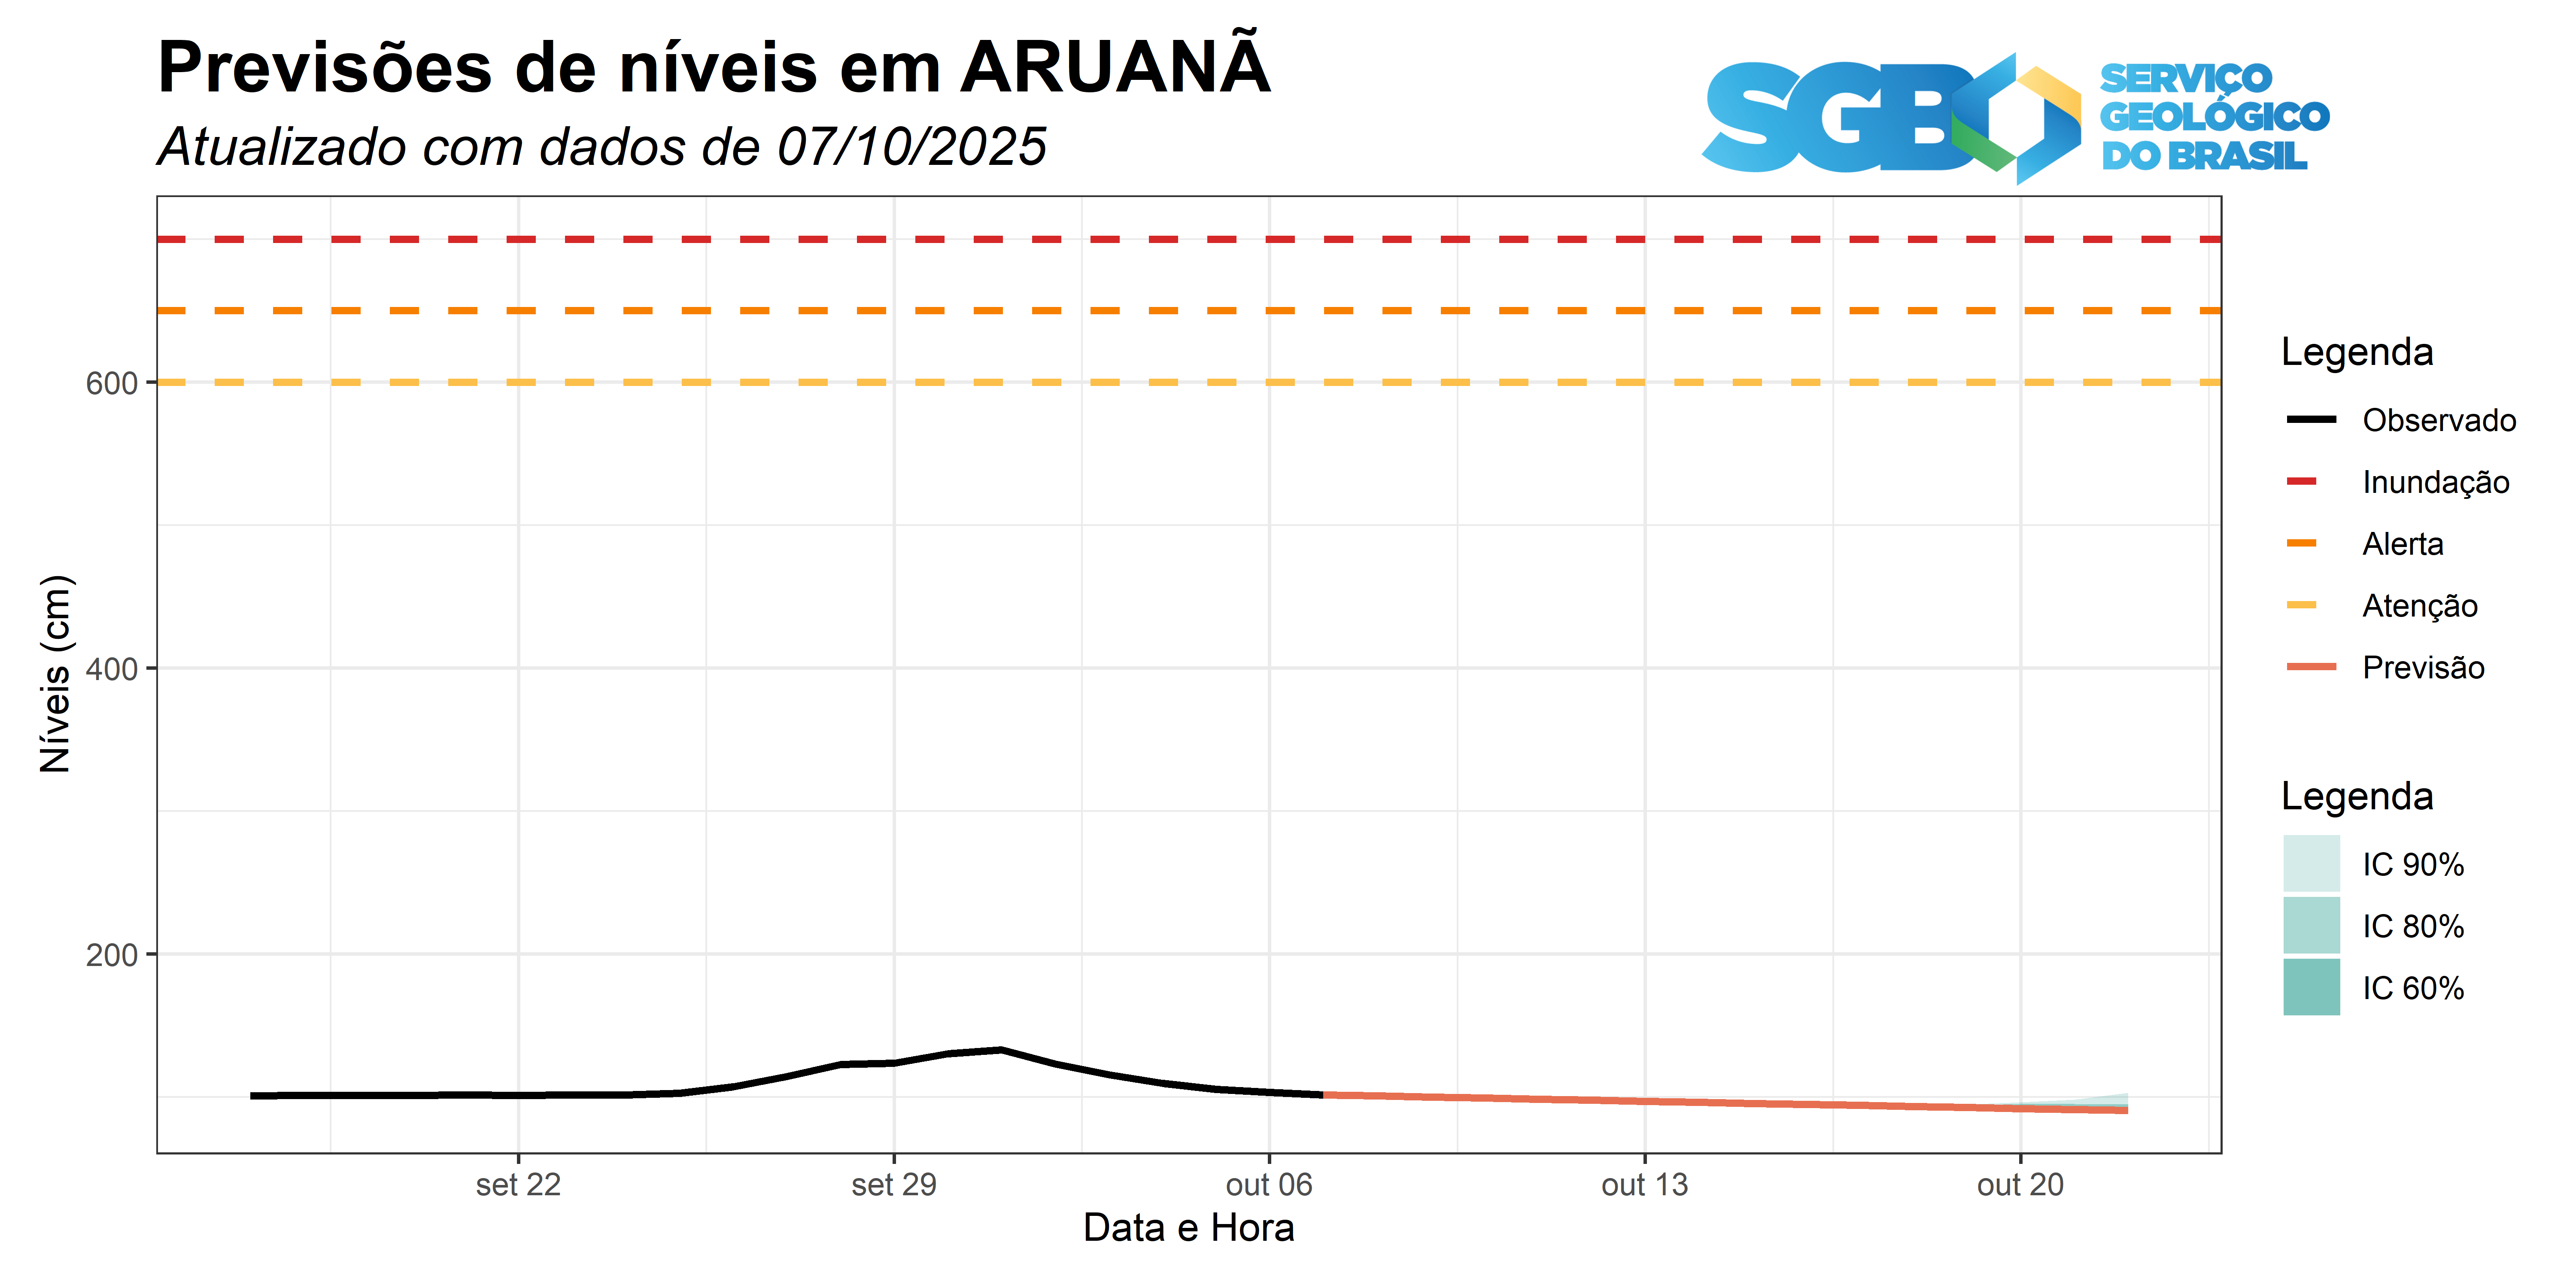 Previsões de níveis em ARUANÃ
Atualizado com dados de 07/10/2025
SGB
SERVIÇO
GEOLÓGICO
DO BRASIL
Níveis (cm)
600
400
200
set 22
set 29
out 06
out 13
out 20
Data e Hora
Legenda
Observado
Inundação
Alerta
Atenção
Previsão
Legenda
IC 90%
IC 80%
IC 60%